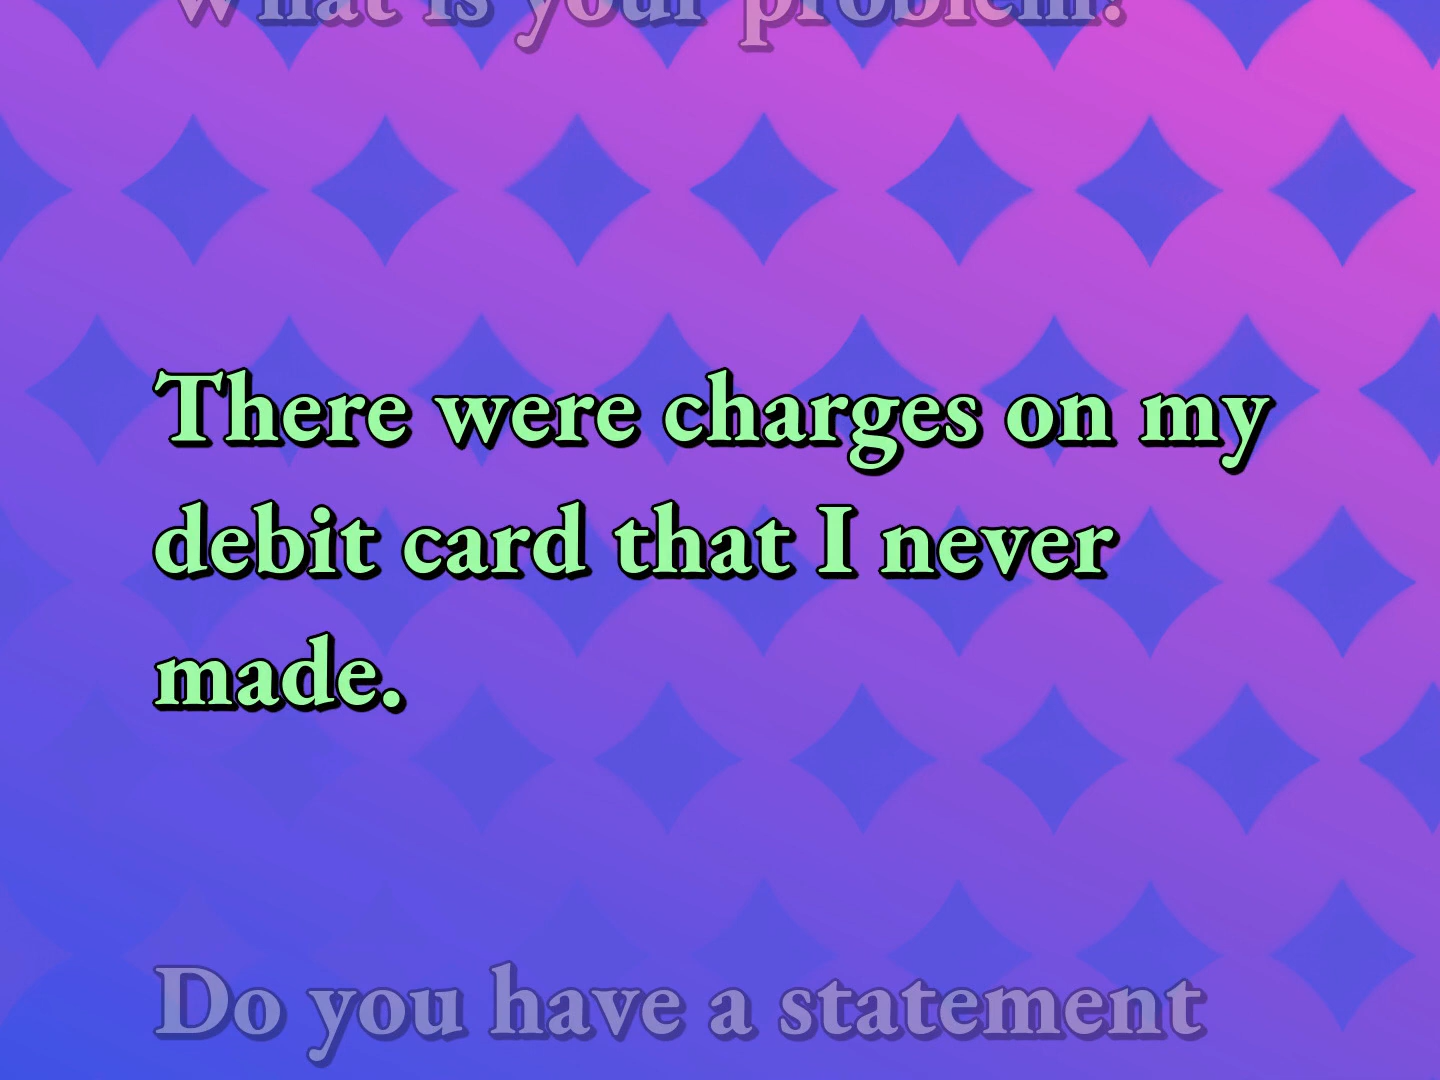 What is your problem?
There were charges on my
debit card that I never
made.
Do you have a statement